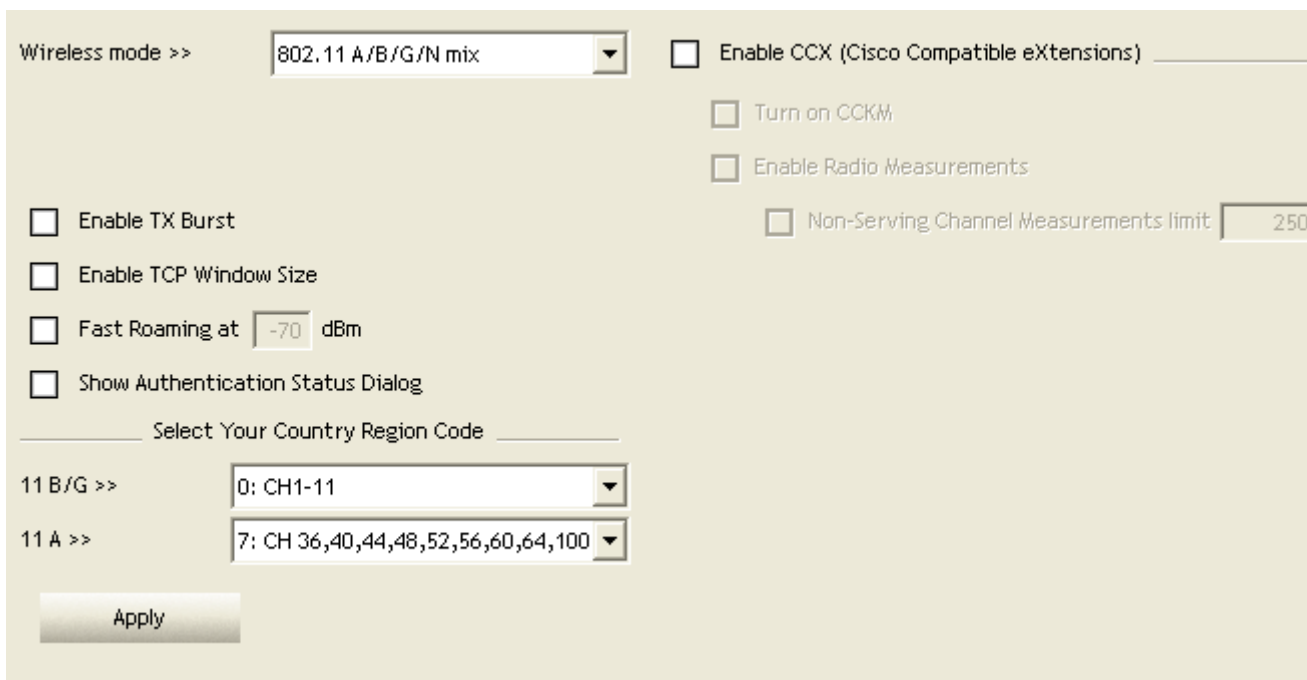 Wireless mode >> 802.11 A/B/G/N mix
Enable CCX (Cisco Compatible eXtensions)
Turn on CCKM
Enable Radio Measurements
Non-Serving Channel Measurements limit 250
Enable TX Burst
Enable TCP Window Size
Fast Roaming at -70 dBm
Show Authentication Status Dialog
Select Your Country Region Code
11 B/G >> 0: CH1-11
11 A >> 7: CH 36,40,44,48,52,56,60,64,100
Apply